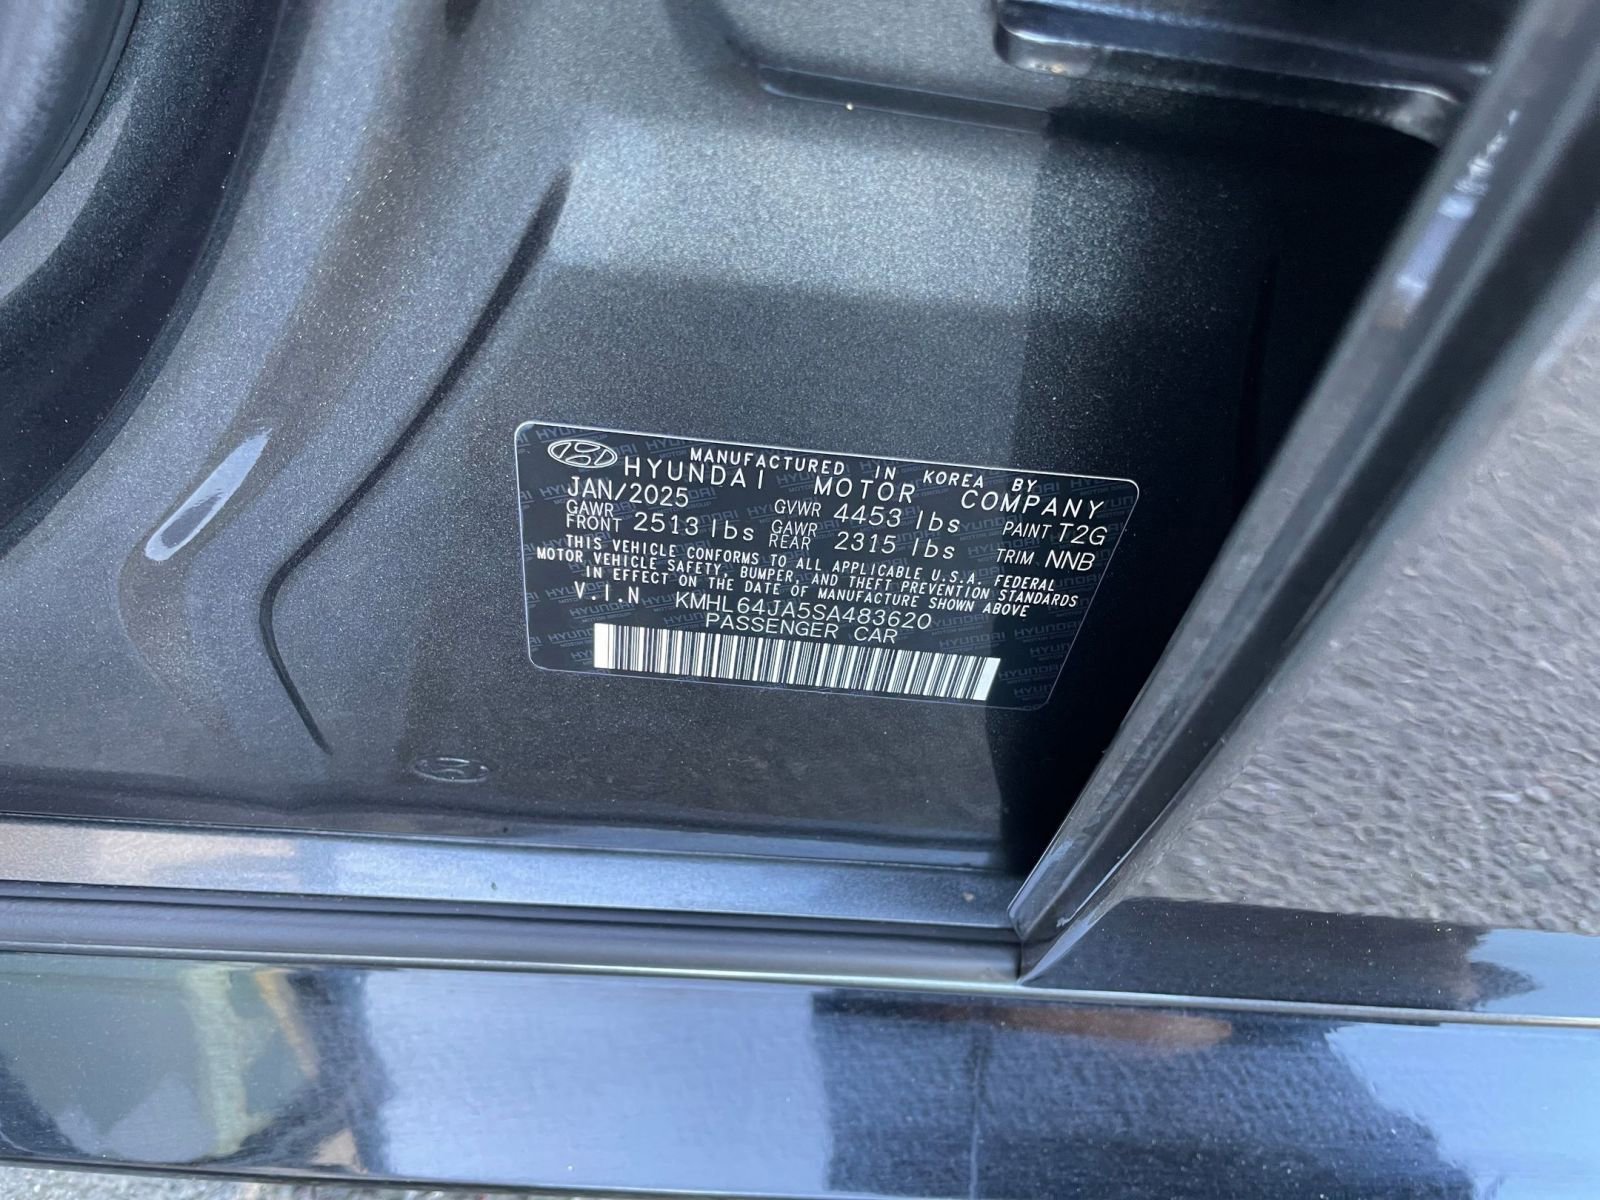 MANUFACTURED IN KOREA BY
HYUNDAI MOTOR COMPANY
JAN/2025 GVWR 4453 lbs PAINT T2G
GAWR FRONT 2513 lbs GAWR REAR 2315 lbs TRIM NNB
THIS VEHICLE CONFORMS TO ALL APPLICABLE U.S.A. FEDERAL
MOTOR VEHICLE SAFETY, BUMPER, AND THEFT PREVENTION STANDARDS
IN EFFECT ON THE DATE OF MANUFACTURE SHOWN ABOVE
V.I.N KMHL64JA5SA483620
PASSENGER CAR